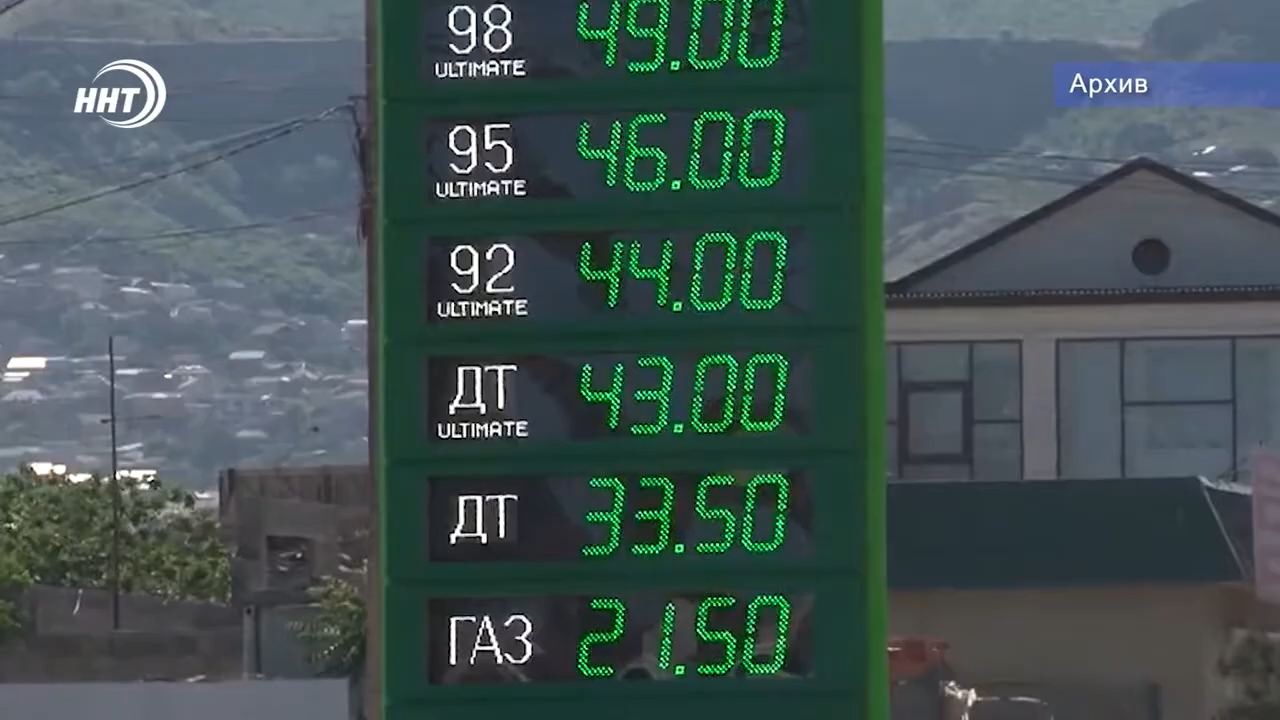 ННТ
Архив
98 49.00
ULTIMATE
95 46.00
ULTIMATE
92 44.00
ULTIMATE
ДТ 43.00
ULTIMATE
ДТ 33.50
ГАЗ 21.50